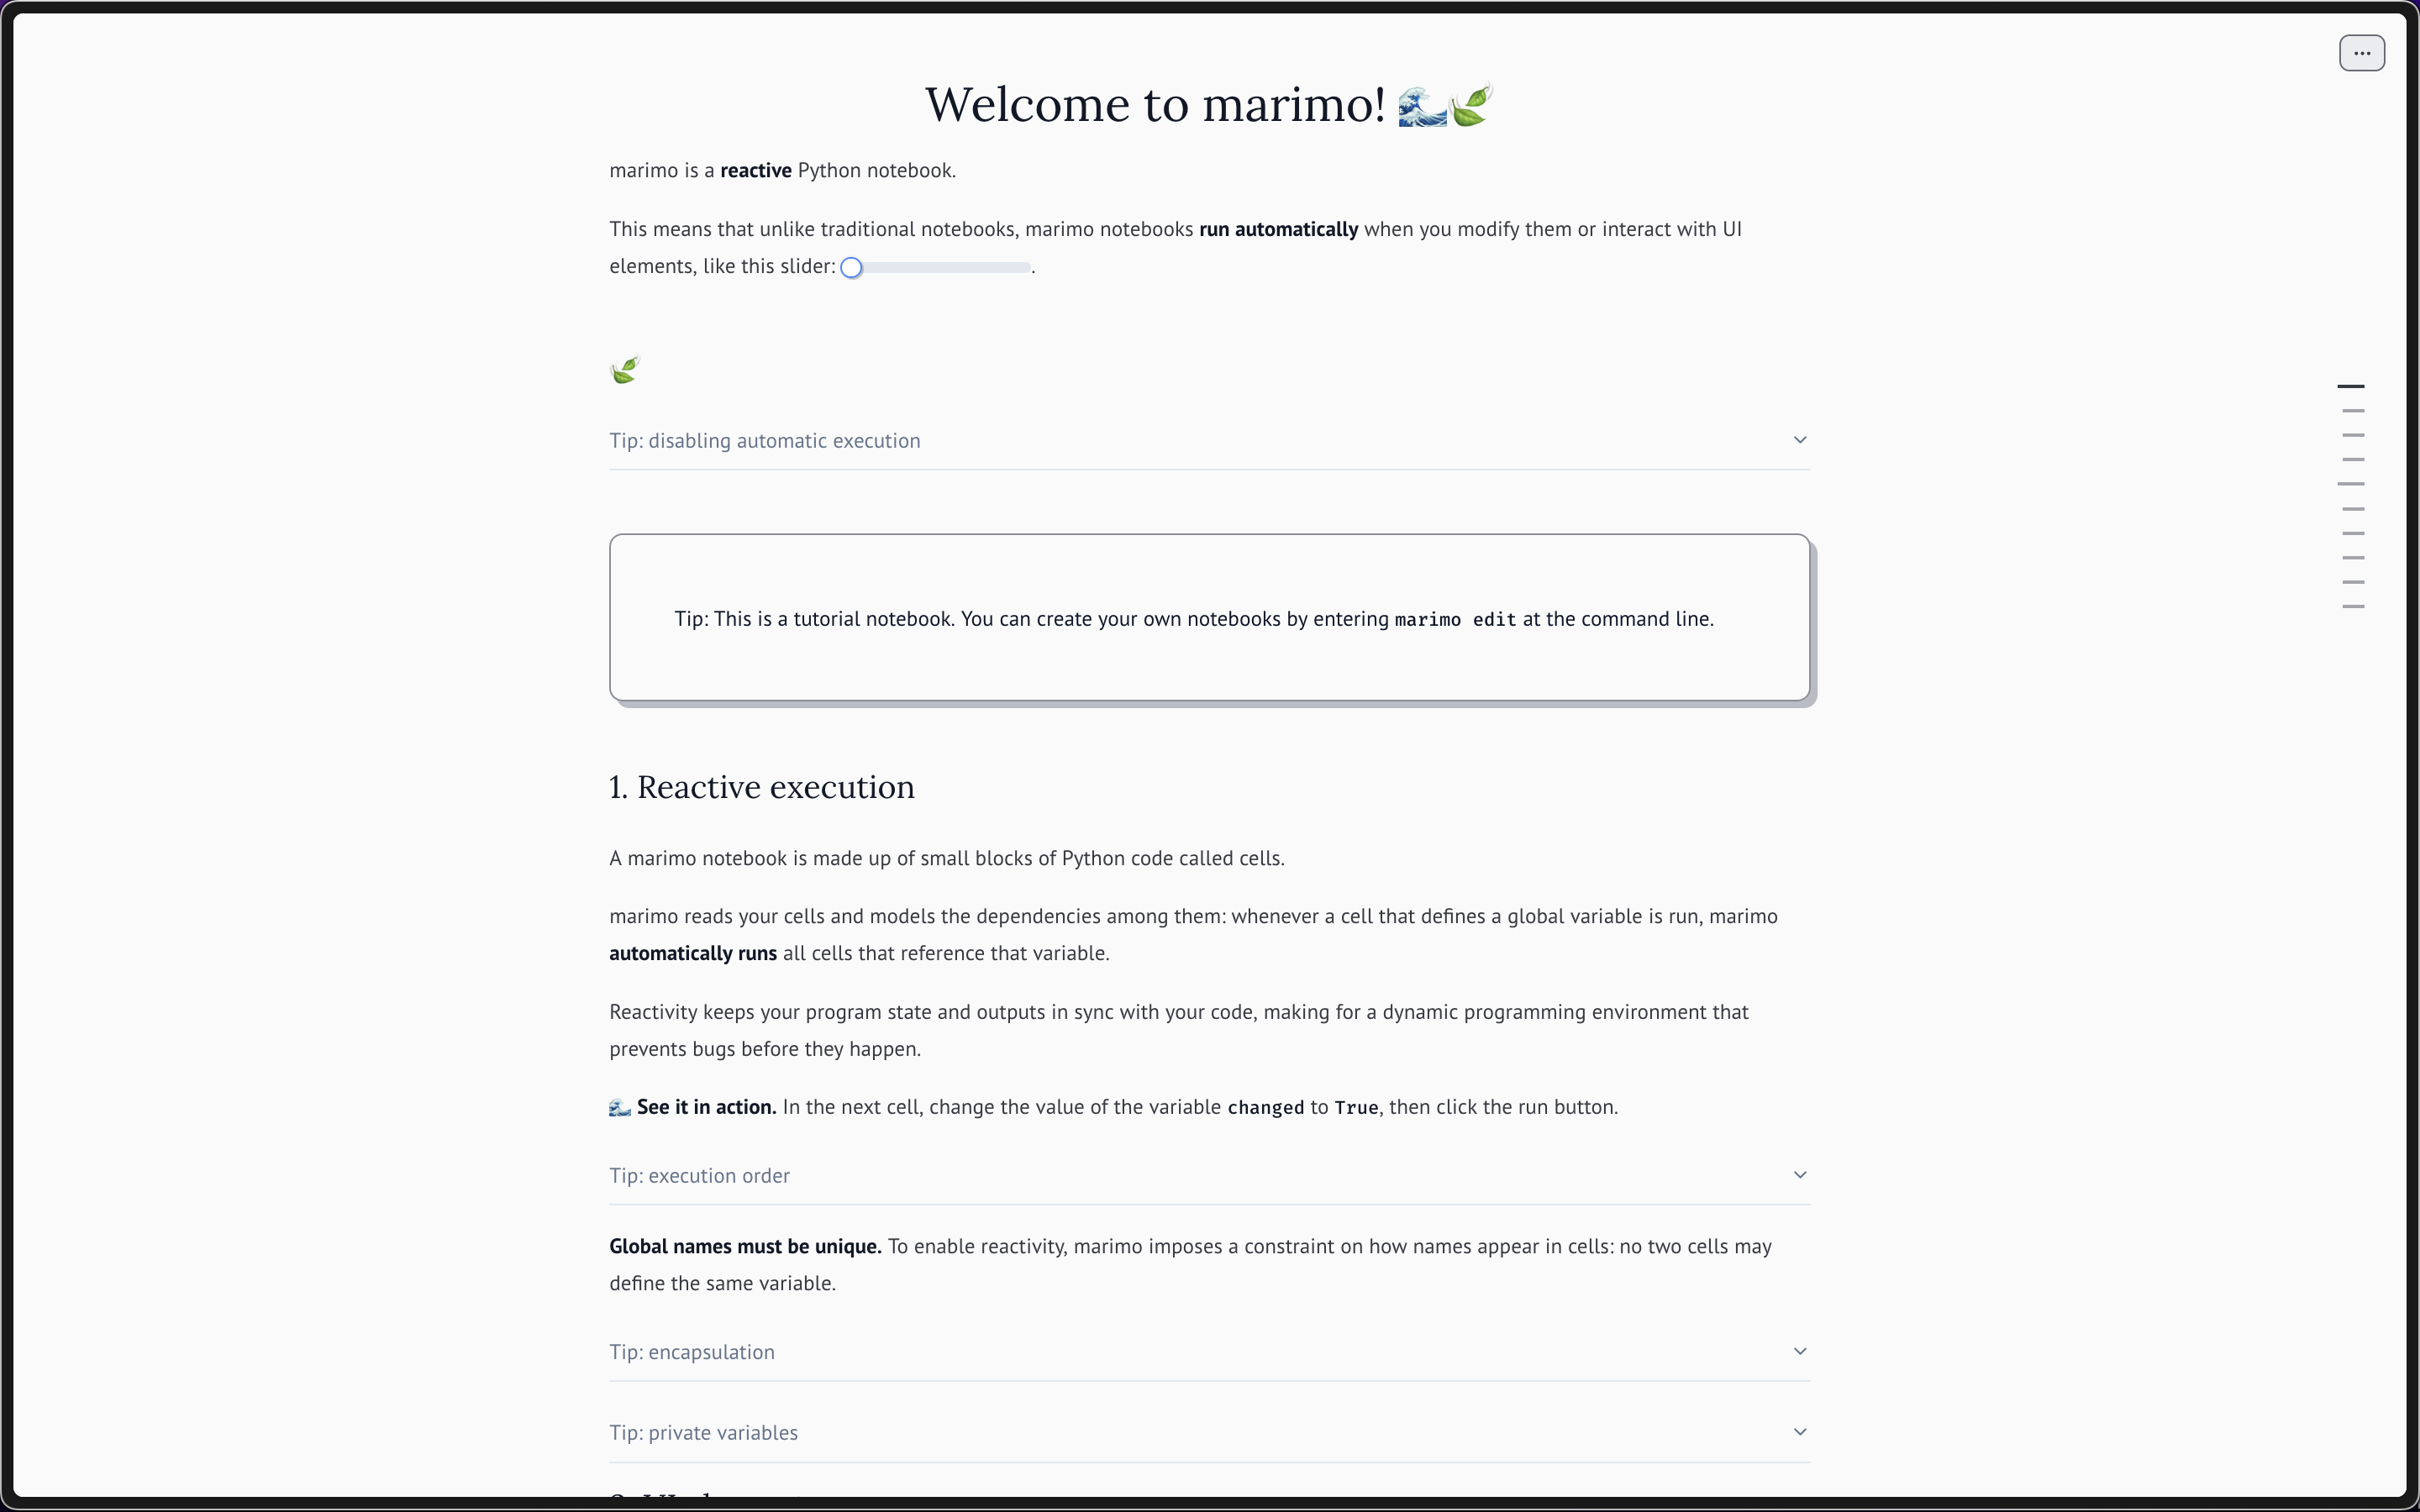 Welcome to marimo! 🌊🍃
marimo is a reactive Python notebook.
This means that unlike traditional notebooks, marimo notebooks run automatically when you modify them or interact with UI
elements, like this slider: .
🍃
Tip: disabling automatic execution
Tip: This is a tutorial notebook. You can create your own notebooks by entering marimo edit at the command line.
1. Reactive execution
A marimo notebook is made up of small blocks of Python code called cells.
marimo reads your cells and models the dependencies among them: whenever a cell that defines a global variable is run, marimo
automatically runs all cells that reference that variable.
Reactivity keeps your program state and outputs in sync with your code, making for a dynamic programming environment that
prevents bugs before they happen.
🌊 See it in action. In the next cell, change the value of the variable changed to True, then click the run button.
Tip: execution order
Global names must be unique. To enable reactivity, marimo imposes a constraint on how names appear in cells: no two cells may
define the same variable.
Tip: encapsulation
Tip: private variables